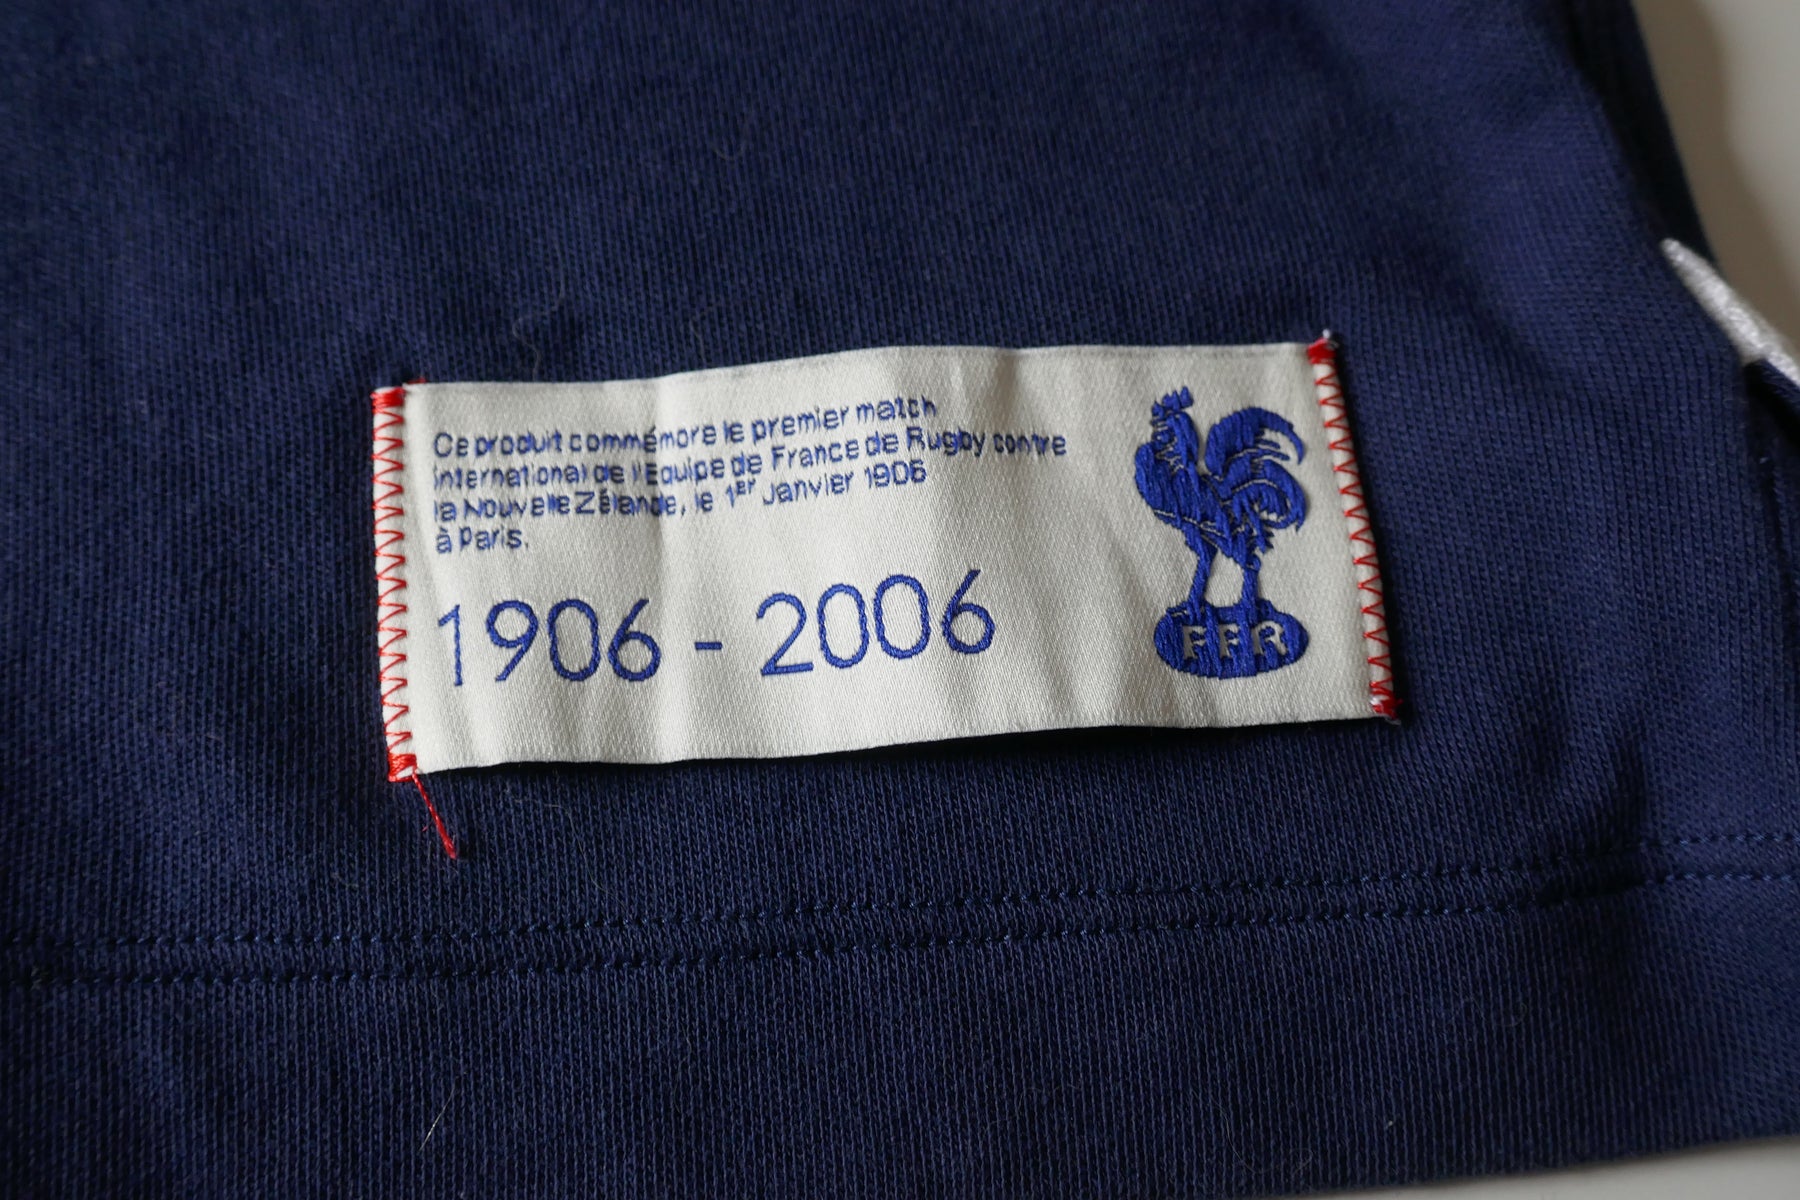 Ce produit commémore le premier match
international de l'Equipe de France de Rugby contre
la Nouvelle Zélande, le 1er Janvier 1906
à Paris.
1906 - 2006
FFR